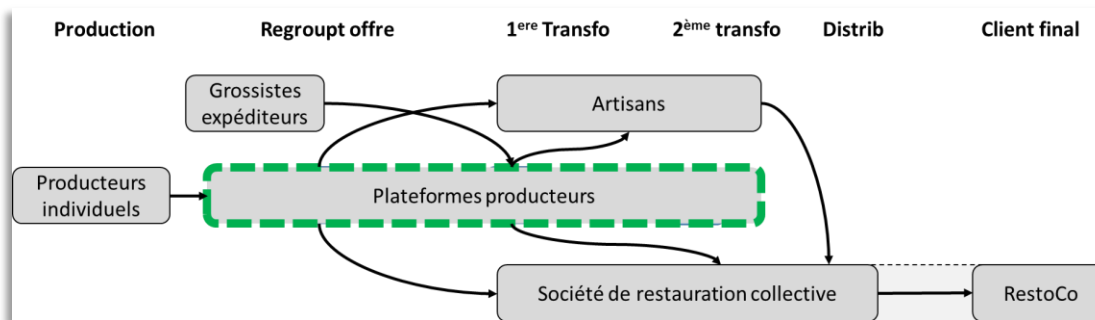 Production Regroupt offre 1ere Transfo 2ème transfo Distrib Client final
Grossistes
expéditeurs
Artisans
Producteurs
individuels
Plateformes producteurs
Société de restauration collective
RestoCo